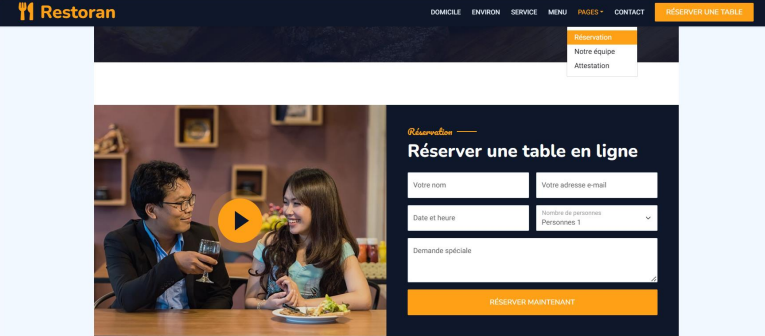 Restoran
DOMICILE ENVIRON SERVICE MENU PAGES CONTACT RÉSERVER UNE TABLE
Réservation
Notre équipe
Attestation
Réservation
Réserver une table en ligne
Votre nom Votre adresse e-mail
Date et heure Nombre de personnes
Personnes 1
Demande spéciale
RÉSERVER MAINTENANT